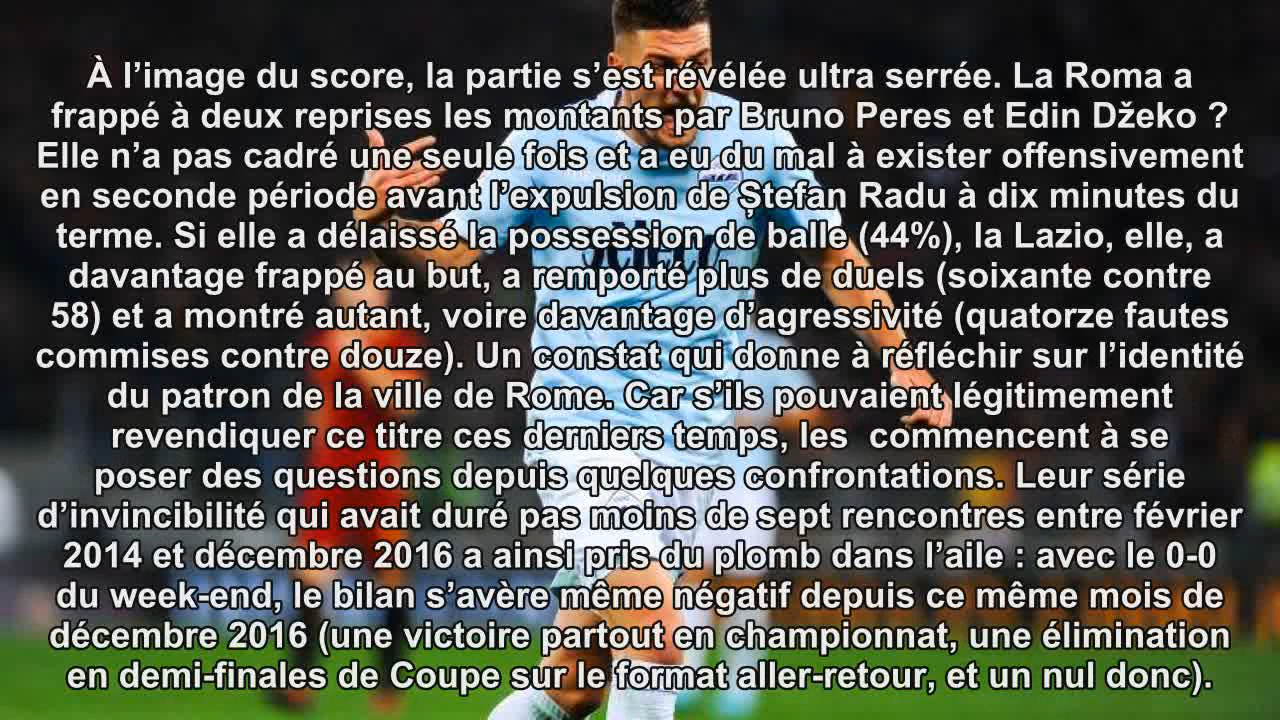 À l’image du score, la partie s’est révélée ultra serrée. La Roma a
frappé à deux reprises les montants par Bruno Peres et Edin Džeko ?
Elle n’a pas cadré une seule fois et a eu du mal à exister offensivement
en seconde période avant l’expulsion de Ștefan Radu à dix minutes du
terme. Si elle a délaissé la possession de balle (44%), la Lazio, elle, a
davantage frappé au but, a remporté plus de duels (soixante contre
58) et a montré autant, voire davantage d’agressivité (quatorze fautes
commises contre douze). Un constat qui donne à réfléchir sur l’identité
du patron de la ville de Rome. Car s’ils pouvaient légitimement
revendiquer ce titre ces derniers temps, les  commencent à se
poser des questions depuis quelques confrontations. Leur série
d’invincibilité qui avait duré pas moins de sept rencontres entre février
2014 et décembre 2016 a ainsi pris du plomb dans l’aile : avec le 0-0
du week-end, le bilan s’avère même négatif depuis ce même mois de
décembre 2016 (une victoire partout en championnat, une élimination
en demi-finales de Coupe sur le format aller-retour, et un nul donc).